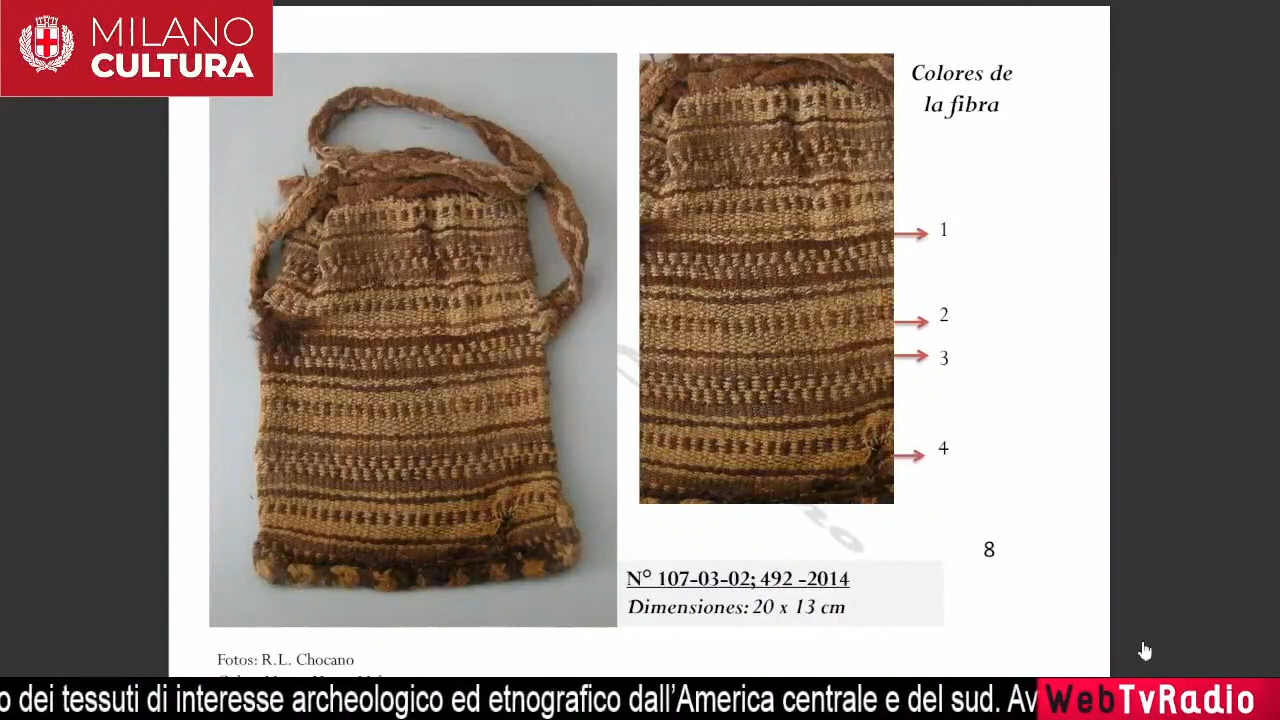 MILANO
CULTURA
Colores de
la fibra
1
2
3
4
8
N° 107-03-02; 492 -2014
Dimensiones: 20 x 13 cm
Fotos: R.L. Chocano
o dei tessuti di interesse archeologico ed etnografico dall'America centrale e del sud. Av
WebTvRadio